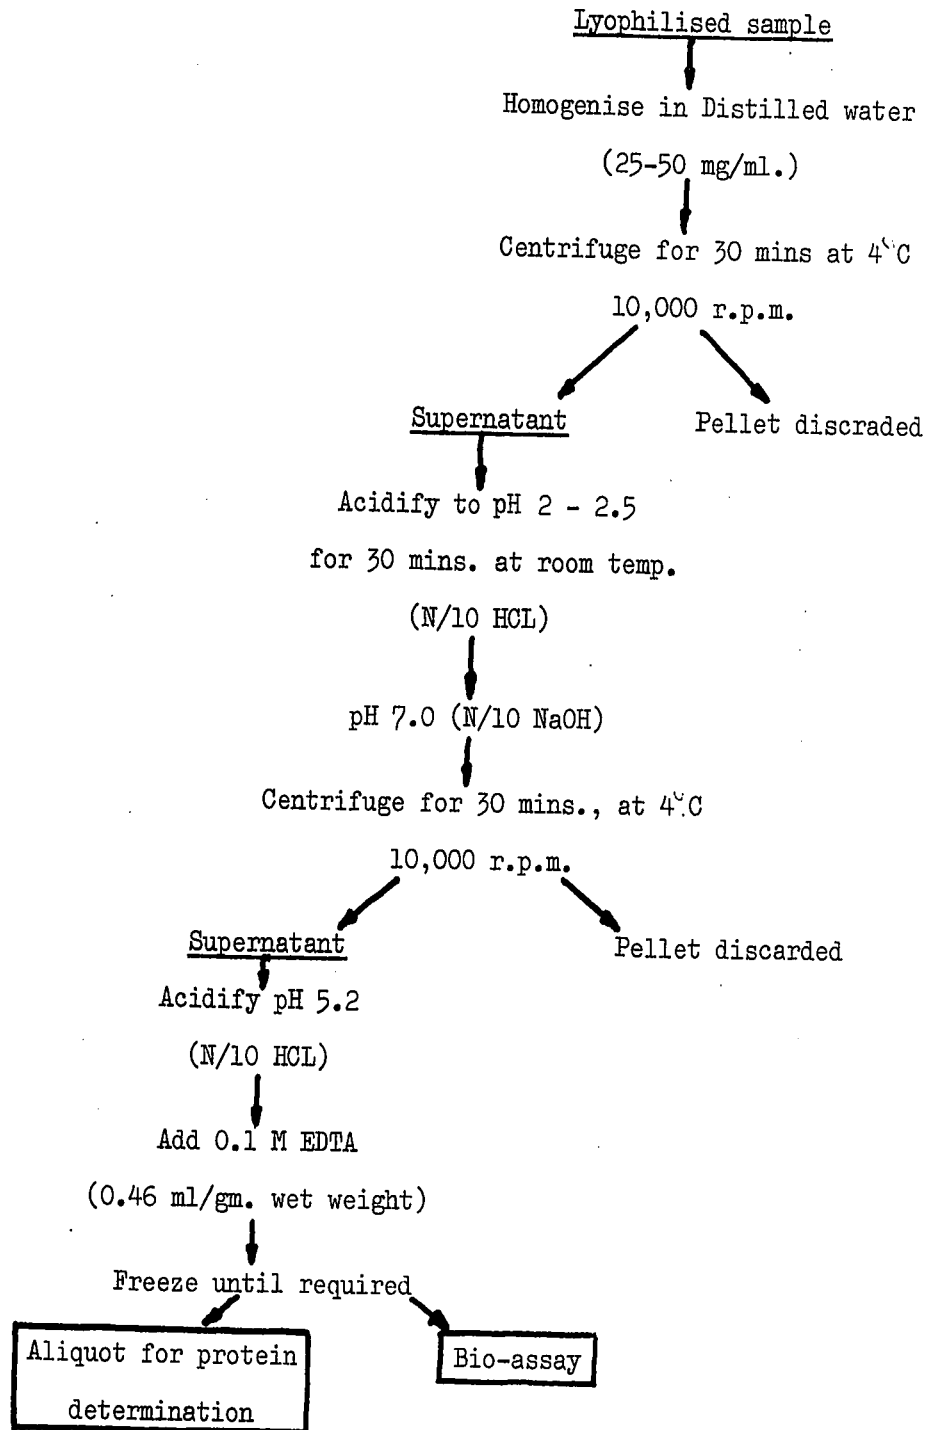 Lyophilised sample
Homogenise in Distilled water
(25-50 mg/ml.)
Centrifuge for 30 mins at 4°C
10,000 r.p.m.
Supernatant
Pellet discraded
Acidify to pH 2 - 2.5
for 30 mins. at room temp.
(N/10 HCL)
pH 7.0 (N/10 NaOH)
Centrifuge for 30 mins., at 4°C
10,000 r.p.m.
Supernatant
Pellet discarded
Acidify pH 5.2
(N/10 HCL)
Add 0.1 M EDTA
(0.46 ml/gm. wet weight)
Freeze until required
Aliquot for protein
determination
Bio-assay